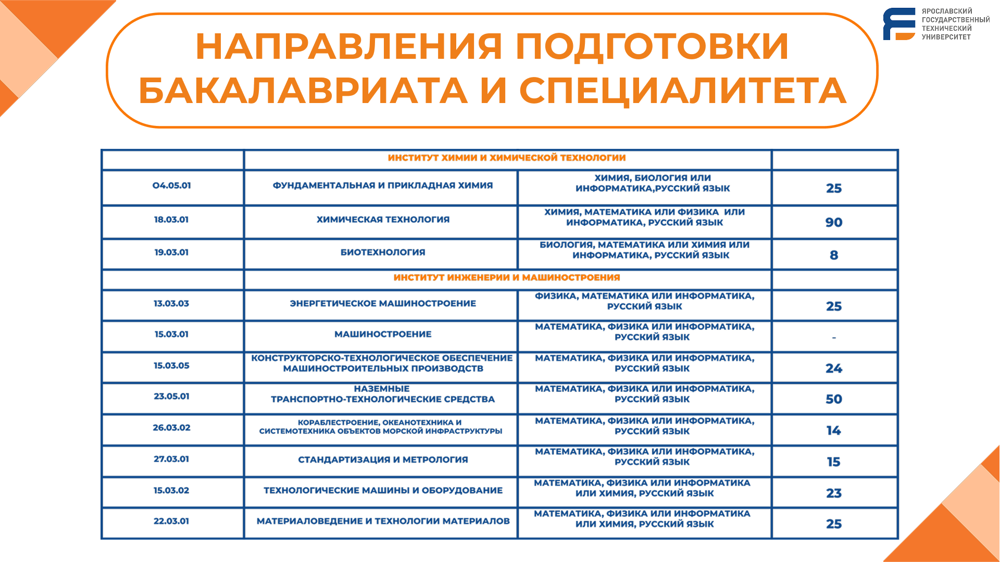 ЯРОСЛАВСКИЙ
ГОСУДАРСТВЕННЫЙ
ТЕХНИЧЕСКИЙ
УНИВЕРСИТЕТ
НАПРАВЛЕНИЯ ПОДГОТОВКИ
БАКАЛАВРИАТА И СПЕЦИАЛИТЕТА
ИНСТИТУТ ХИМИИ И ХИМИЧЕСКОЙ ТЕХНОЛОГИИ
О4.05.01
ФУНДАМЕНТАЛЬНАЯ И ПРИКЛАДНАЯ ХИМИЯ
ХИМИЯ, БИОЛОГИЯ ИЛИ
ИНФОРМАТИКА,РУССКИЙ ЯЗЫК
25
18.03.01
ХИМИЧЕСКАЯ ТЕХНОЛОГИЯ
ХИМИЯ, МАТЕМАТИКА ИЛИ ФИЗИКА ИЛИ
ИНФОРМАТИКА, РУССКИЙ ЯЗЫК
90
19.03.01
БИОТЕХНОЛОГИЯ
БИОЛОГИЯ, МАТЕМАТИКА ИЛИ ХИМИЯ ИЛИ
ИНФОРМАТИКА, РУССКИЙ ЯЗЫК
8
ИНСТИТУТ ИНЖЕНЕРИИ И МАШИНОСТРОЕНИЯ
13.03.03
ЭНЕРГЕТИЧЕСКОЕ МАШИНОСТРОЕНИЕ
ФИЗИКА, МАТЕМАТИКА ИЛИ ИНФОРМАТИКА,
РУССКИЙ ЯЗЫК
25
15.03.01
МАШИНОСТРОЕНИЕ
МАТЕМАТИКА, ФИЗИКА ИЛИ ИНФОРМАТИКА,
РУССКИЙ ЯЗЫК
-
15.03.05
КОНСТРУКТОРСКО-ТЕХНОЛОГИЧЕСКОЕ ОБЕСПЕЧЕНИЕ
МАШИНОСТРОИТЕЛЬНЫХ ПРОИЗВОДСТВ
МАТЕМАТИКА, ФИЗИКА ИЛИ ИНФОРМАТИКА,
РУССКИЙ ЯЗЫК
24
23.05.01
НАЗЕМНЫЕ
ТРАНСПОРТНО-ТЕХНОЛОГИЧЕСКИЕ СРЕДСТВА
МАТЕМАТИКА, ФИЗИКА ИЛИ ИНФОРМАТИКА,
РУССКИЙ ЯЗЫК
50
26.03.02
КОРАБЛЕСТРОЕНИЕ, ОКЕАНОТЕХНИКА И
СИСТЕМОТЕХНИКА ОБЪЕКТОВ МОРСКОЙ ИНФРАСТРУКТУРЫ
МАТЕМАТИКА, ФИЗИКА ИЛИ ИНФОРМАТИКА,
РУССКИЙ ЯЗЫК
14
27.03.01
СТАНДАРТИЗАЦИЯ И МЕТРОЛОГИЯ
МАТЕМАТИКА, ФИЗИКА ИЛИ ИНФОРМАТИКА,
РУССКИЙ ЯЗЫК
15
15.03.02
ТЕХНОЛОГИЧЕСКИЕ МАШИНЫ И ОБОРУДОВАНИЕ
МАТЕМАТИКА, ФИЗИКА ИЛИ ИНФОРМАТИКА
ИЛИ ХИМИЯ, РУССКИЙ ЯЗЫК
23
22.03.01
МАТЕРИАЛОВЕДЕНИЕ И ТЕХНОЛОГИИ МАТЕРИАЛОВ
МАТЕМАТИКА, ФИЗИКА ИЛИ ИНФОРМАТИКА
ИЛИ ХИМИЯ, РУССКИЙ ЯЗЫК
25